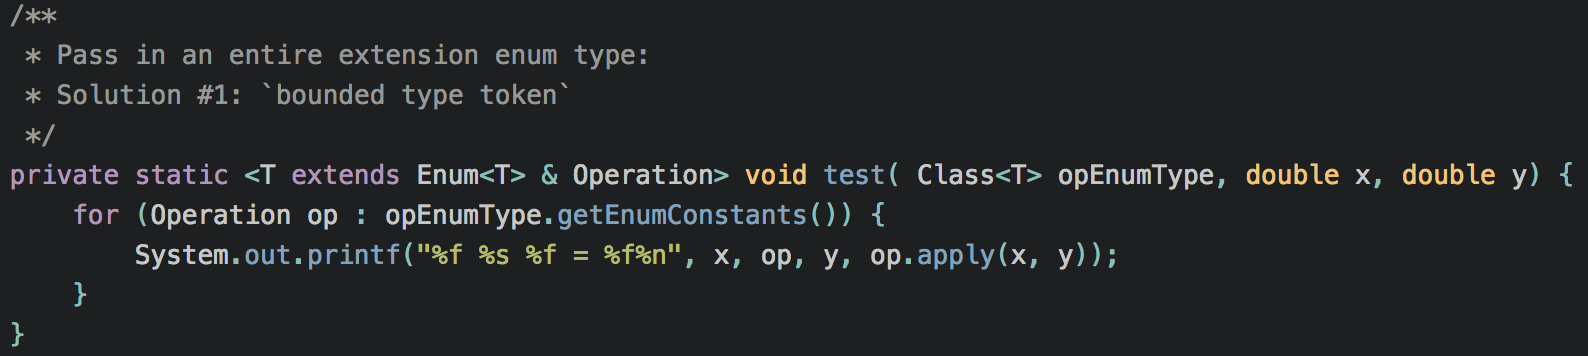 /**
 * Pass in an entire extension enum type:
 * Solution #1: `bounded type token`
 */
private static <T extends Enum<T> & Operation> void test( Class<T> opEnumType, double x, double y) {
    for (Operation op : opEnumType.getEnumConstants()) {
        System.out.printf("%f %s %f = %f%n", x, op, y, op.apply(x, y));
    }
}